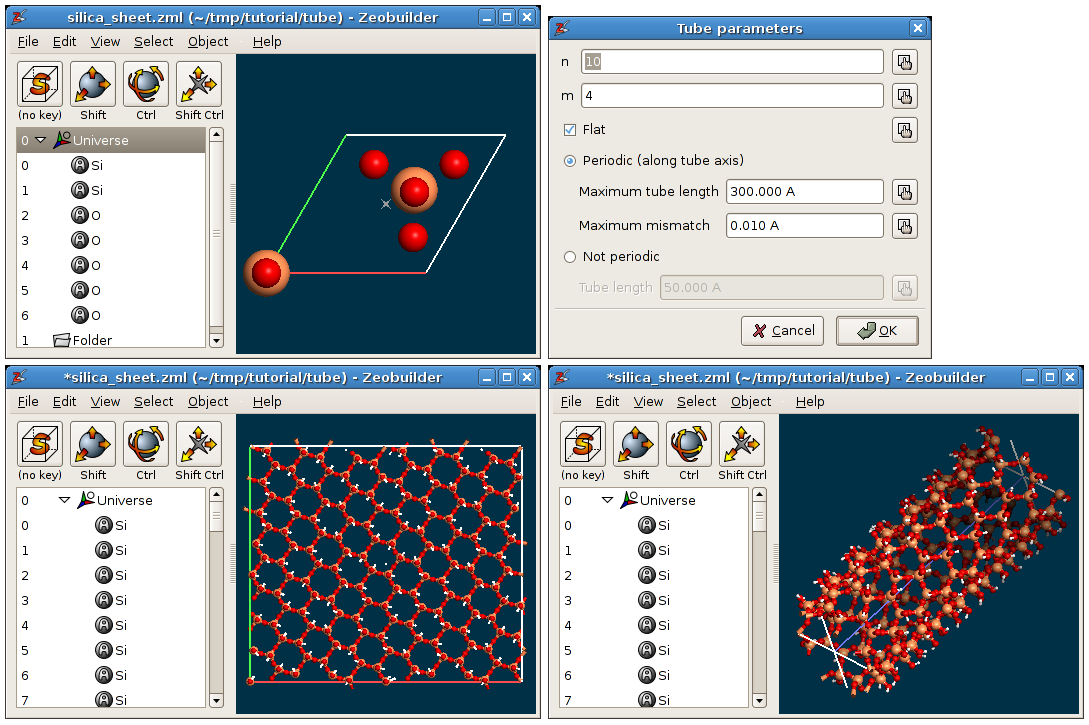 silica_sheet.zml (~/tmp/tutorial/tube) - Zeobuilder
File Edit View Select Object Help
(no key) Shift Ctrl Shift Ctrl
0 Universe
0 Si
1 Si
2 O
3 O
4 O
5 O
6 O
1 Folder
Tube parameters
n 10
m 4
Flat
Periodic (along tube axis)
Maximum tube length 300.000 A
Maximum mismatch 0.010 A
Not periodic
Tube length 50.000 A
Cancel OK
*silica_sheet.zml (~/tmp/tutorial/tube) - Zeobuilder
File Edit View Select Object Help
(no key) Shift Ctrl Shift Ctrl
0 Universe
0 Si
1 Si
2 Si
3 Si
4 Si
5 Si
6 Si
7 Si
*silica_sheet.zml (~/tmp/tutorial/tube) - Zeobuilder
File Edit View Select Object Help
(no key) Shift Ctrl Shift Ctrl
0 Universe
0 Si
1 Si
2 Si
3 Si
4 Si
5 Si
6 Si
7 Si